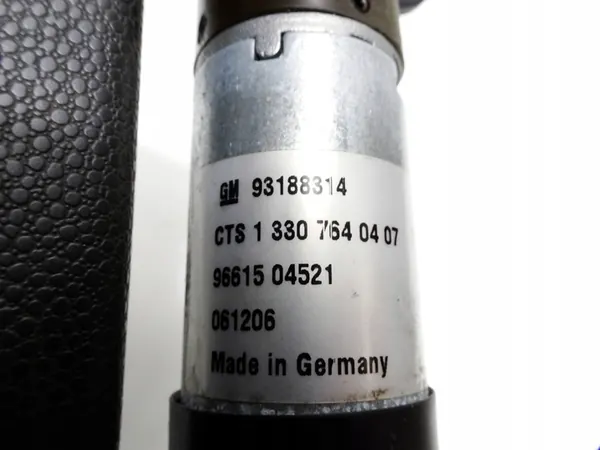 GM 93188314
CTS 1 330 764 04 07
96615 04521
061206
Made in Germany